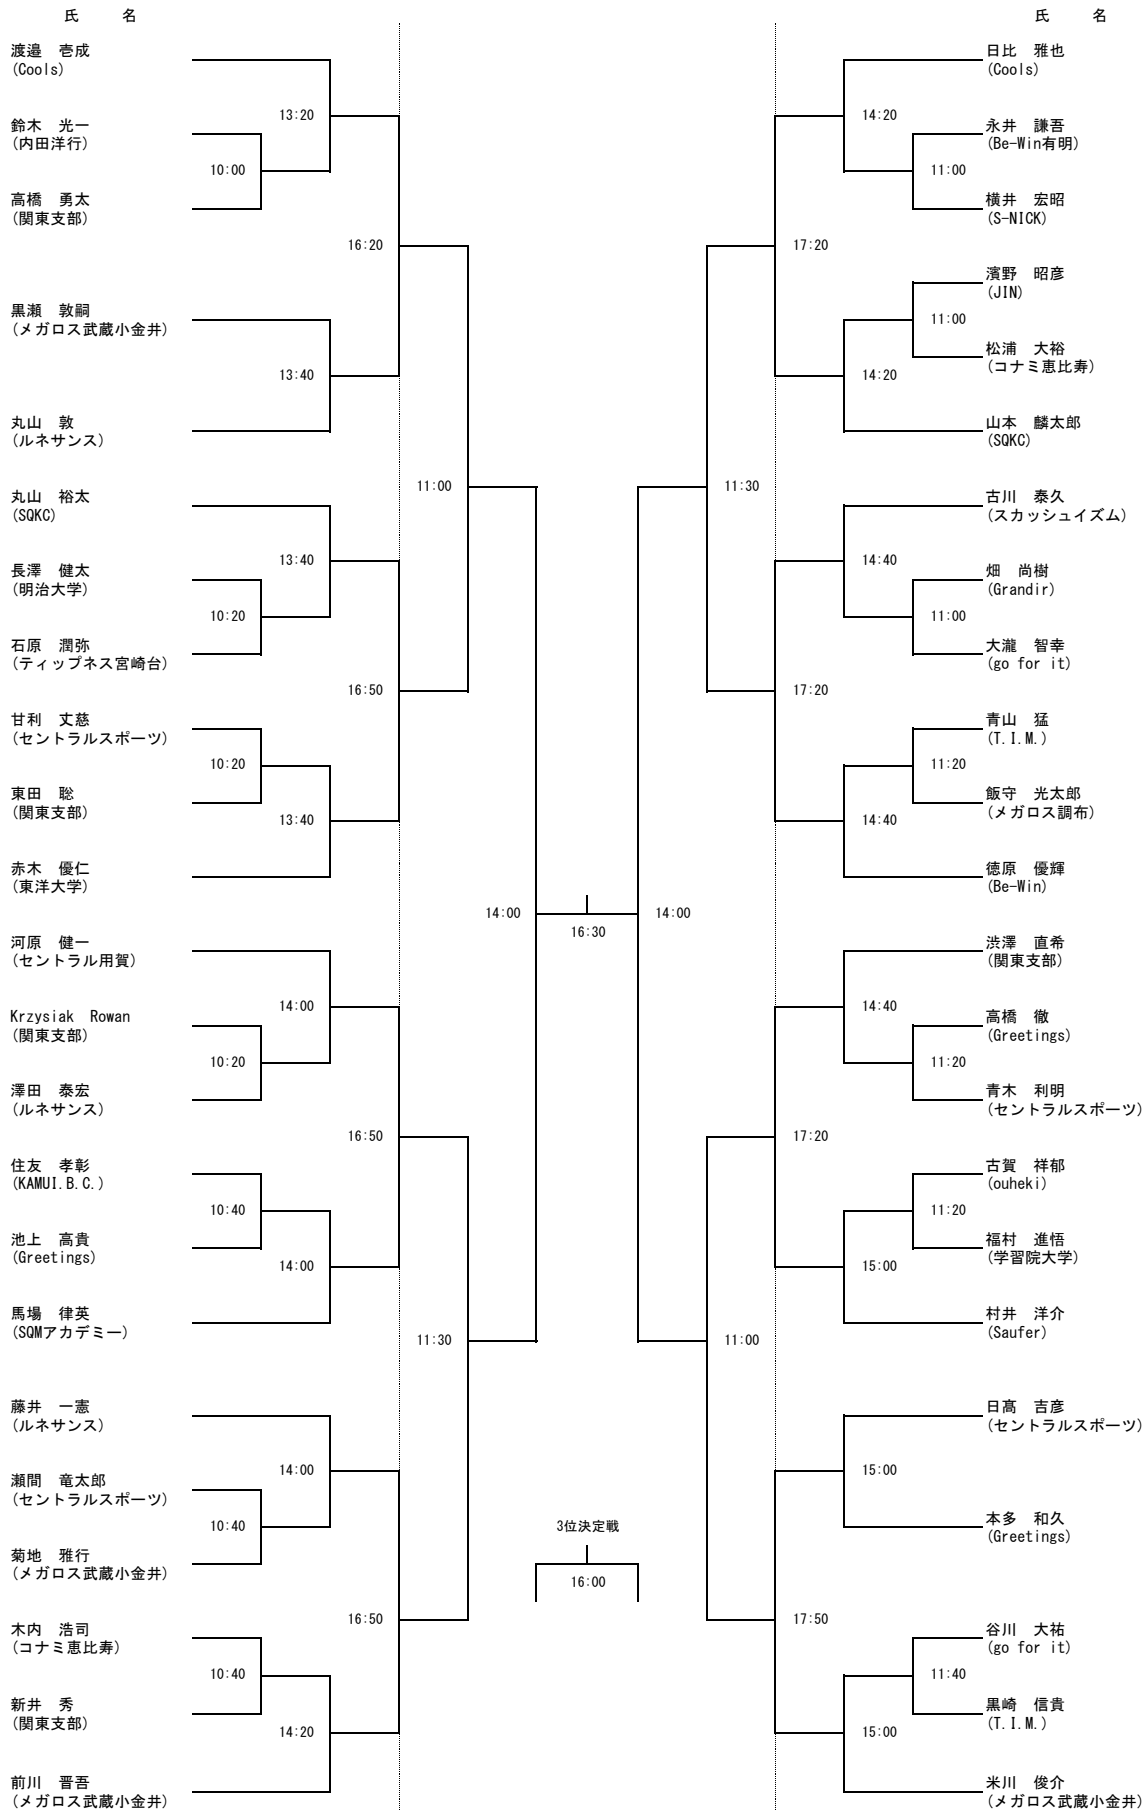 氏　　名
渡邉　壱成
(Cools)
13:20
鈴木　光一
(内田洋行)
10:00
高橋　勇太
(関東支部)
16:20
黒瀬　敦嗣
(メガロス武蔵小金井)
13:40
丸山　敦
(ルネサンス)
11:00
丸山　裕太
(SQKC)
13:40
長澤　健太
(明治大学)
10:20
石原　潤弥
(ティップネス宮崎台)
16:50
甘利　丈慈
(セントラルスポーツ)
10:20
東田　聡
(関東支部)
13:40
赤木　優仁
(東洋大学)
14:00
河原　健一
(セントラル用賀)
14:00
Krzysiak　Rowan
(関東支部)
10:20
澤田　泰宏
(ルネサンス)
16:50
住友　孝彰
(KAMUI.B.C.)
10:40
池上　高貴
(Greetings)
14:00
馬場　律英
(SQMアカデミー)
11:30
藤井　一憲
(ルネサンス)
14:00
瀬間　竜太郎
(セントラルスポーツ)
10:40
菊地　雅行
(メガロス武蔵小金井)
16:50
木内　浩司
(コナミ恵比寿)
10:40
新井　秀
(関東支部)
14:20
前川　晋吾
(メガロス武蔵小金井)
16:30
3位決定戦
16:00
氏　　名
日比　雅也
(Cools)
14:20
永井　謙吾
(Be-Win有明)
11:00
横井　宏昭
(S-NICK)
17:20
濱野　昭彦
(JIN)
11:00
松浦　大裕
(コナミ恵比寿)
14:20
山本　麟太郎
(SQKC)
11:30
古川　泰久
(スカッシュイズム)
14:40
畑　尚樹
(Grandir)
11:00
大瀧　智幸
(go for it)
17:20
青山　猛
(T.I.M.)
11:20
飯守　光太郎
(メガロス調布)
14:40
徳原　優輝
(Be-Win)
14:00
渋澤　直希
(関東支部)
14:40
高橋　徹
(Greetings)
11:20
青木　利明
(セントラルスポーツ)
17:20
古賀　祥郁
(ouheki)
11:20
福村　進悟
(学習院大学)
15:00
村井　洋介
(Saufer)
11:00
日髙　吉彦
(セントラルスポーツ)
15:00
本多　和久
(Greetings)
17:50
谷川　大祐
(go for it)
11:40
黒崎　信貴
(T.I.M.)
15:00
米川　俊介
(メガロス武蔵小金井)